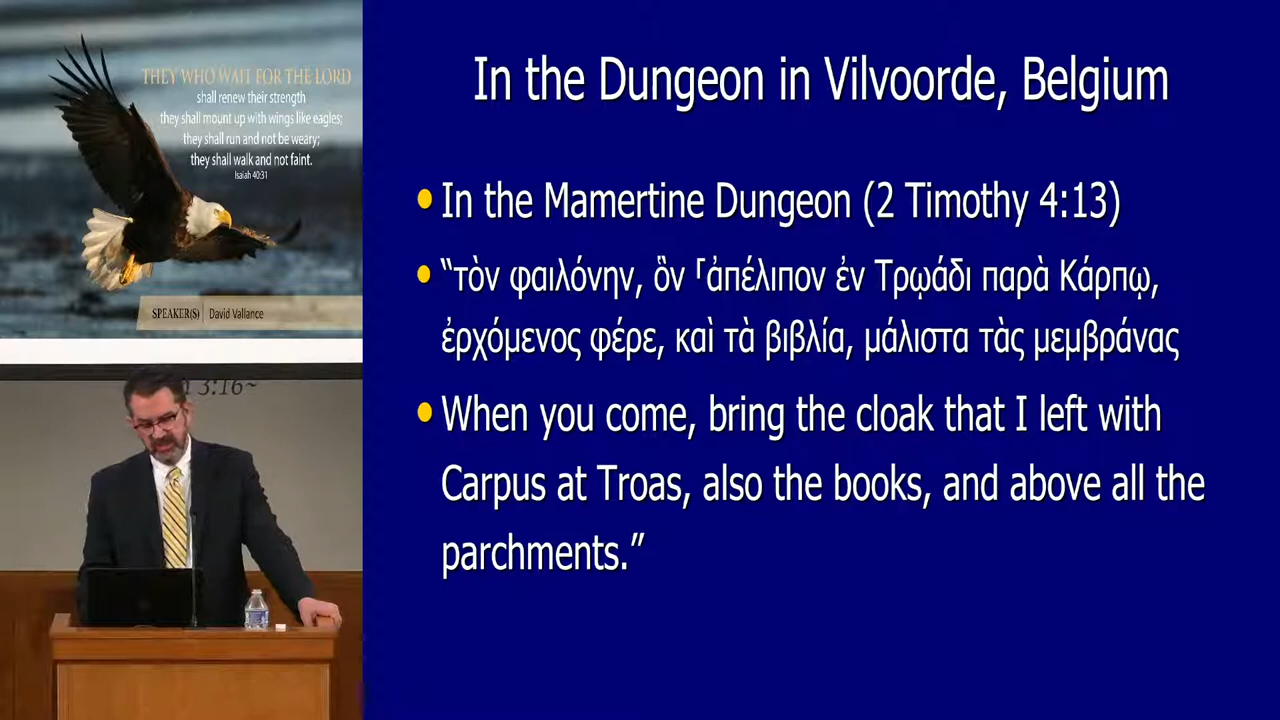 THEY WHO WAIT FOR THE LORD
shall renew their strength
they shall mount up with wings like eagles;
they shall run and not be weary;
they shall walk and not faint.
Isaiah 40:31
SPEAKER(S) David Vallance
3:16~
In the Dungeon in Vilvoorde, Belgium
• In the Mamertine Dungeon (2 Timothy 4:13)
• “τὸν φαιλόνην, ὃν ⸀ἀπέλιπον ἐν Τρῳάδι παρὰ Κάρπῳ,
ἐρχόμενος φέρε, καὶ τὰ βιβλία, μάλιστα τὰς μεμβράνας
• When you come, bring the cloak that I left with
Carpus at Troas, also the books, and above all the
parchments.”